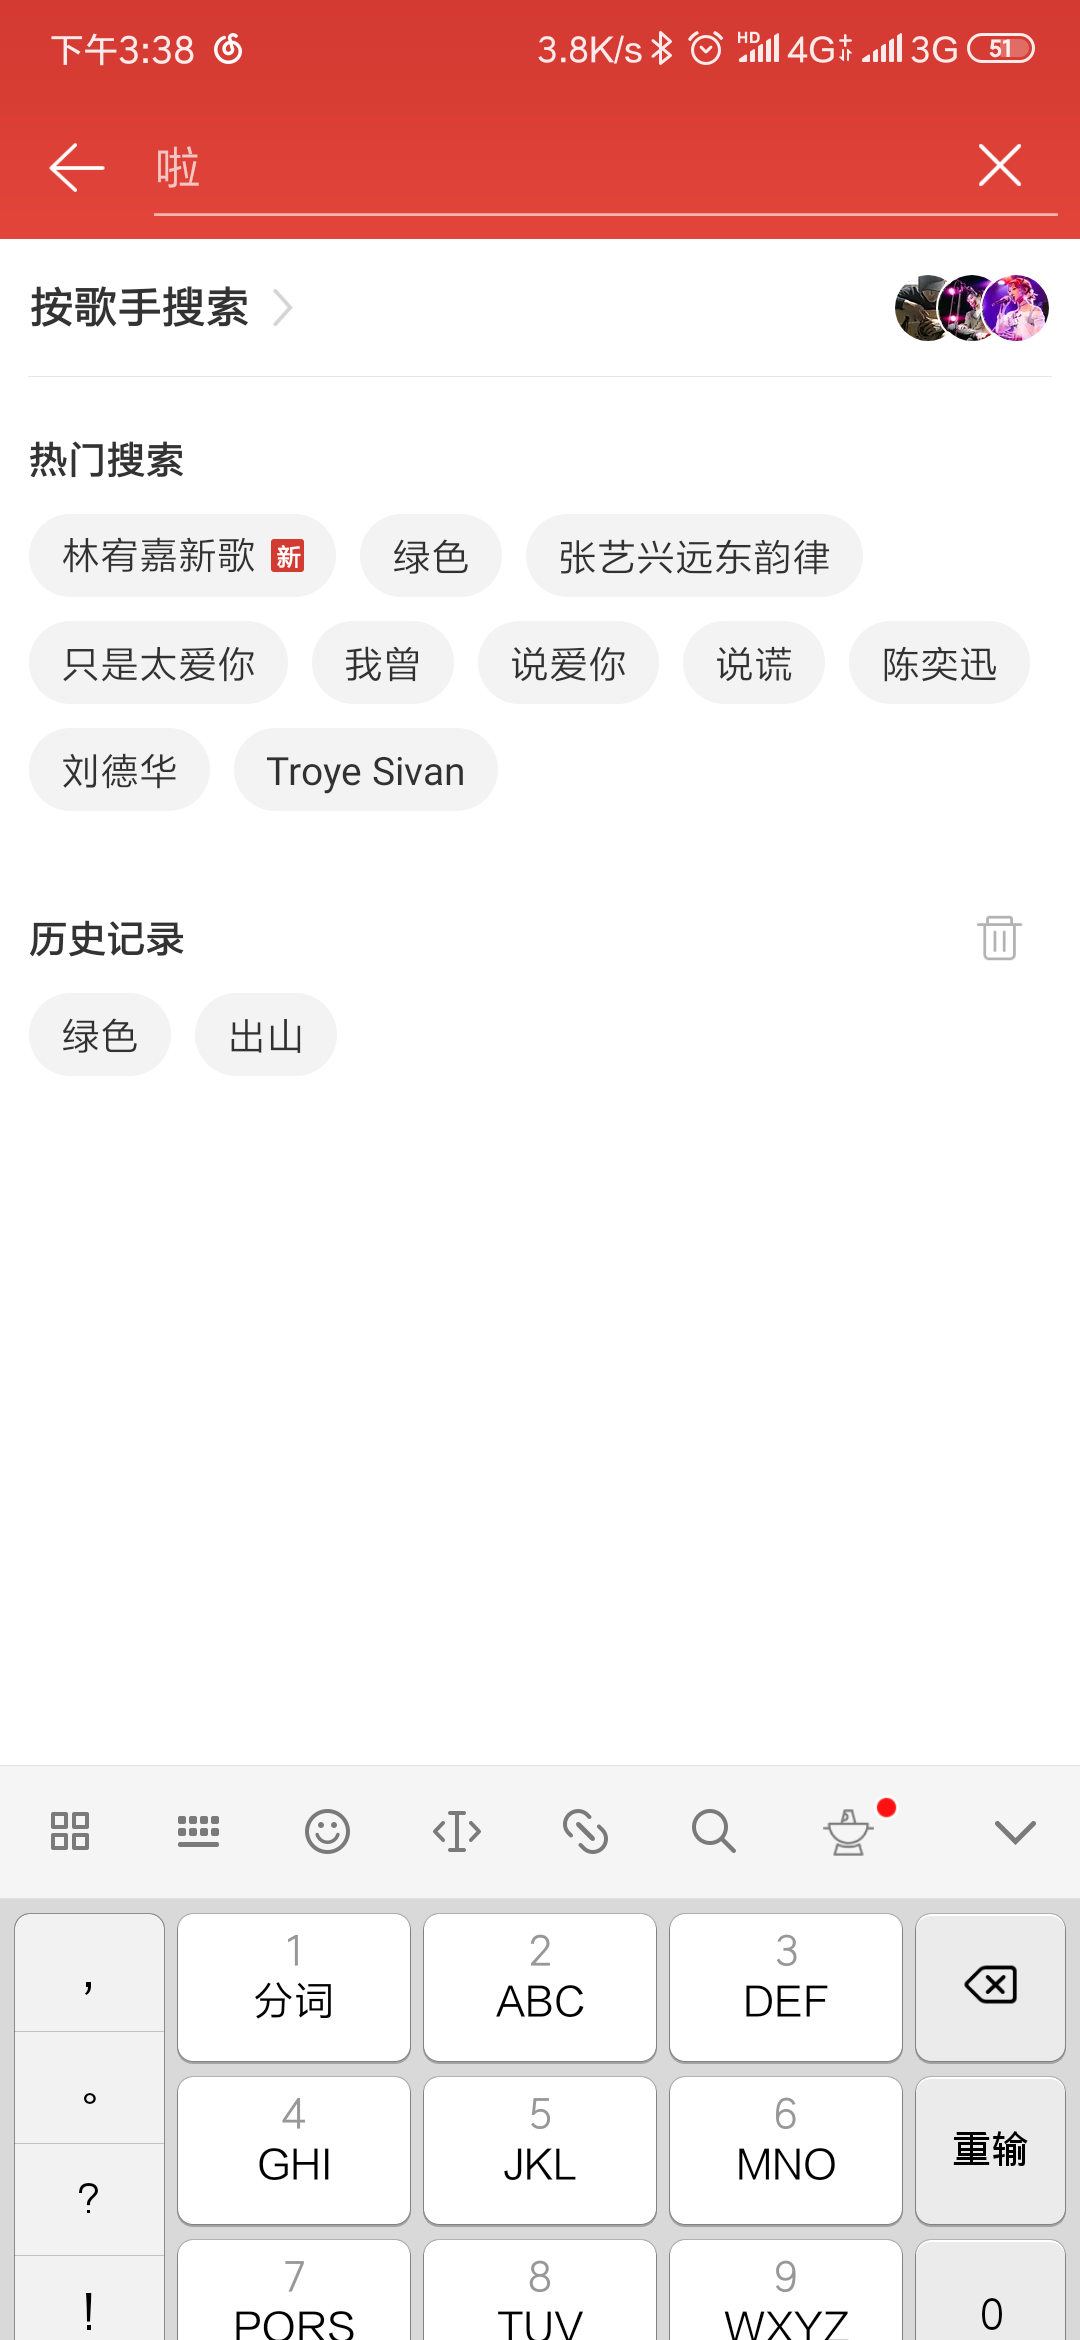 下午3:38 3.8K/s HD 4G 3G 51
啦
按歌手搜索
热门搜索
林宥嘉新歌 新 绿色 张艺兴远东韵律
只是太爱你 我曾 说爱你 说谎 陈奕迅
刘德华 Troye Sivan
历史记录
绿色 出山
， 1 2 3
分词 ABC DEF
。 4 5 6
GHI JKL MNO 重输
? 7 8 9
! PQRS TUV WXYZ 0